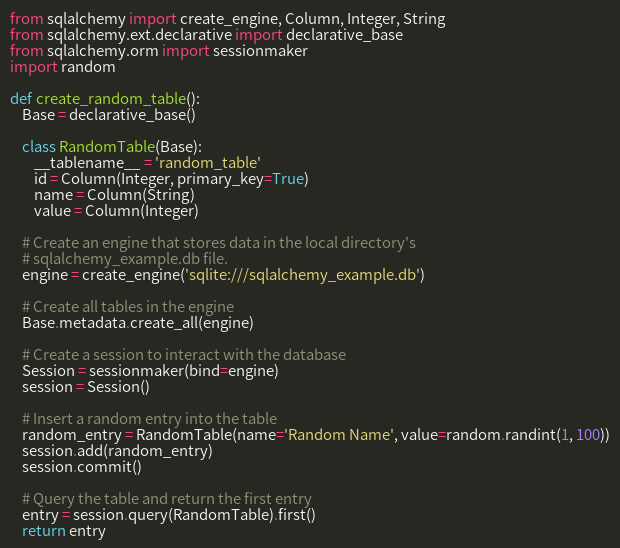 from sqlalchemy import create_engine, Column, Integer, String
from sqlalchemy.ext.declarative import declarative_base
from sqlalchemy.orm import sessionmaker
import random

def create_random_table():
    Base = declarative_base()

    class RandomTable(Base):
        __tablename__ = 'random_table'
        id = Column(Integer, primary_key=True)
        name = Column(String)
        value = Column(Integer)

    # Create an engine that stores data in the local directory's
    # sqlalchemy_example.db file.
    engine = create_engine('sqlite:///sqlalchemy_example.db')

    # Create all tables in the engine
    Base.metadata.create_all(engine)

    # Create a session to interact with the database
    Session = sessionmaker(bind=engine)
    session = Session()

    # Insert a random entry into the table
    random_entry = RandomTable(name='Random Name', value=random.randint(1, 100))
    session.add(random_entry)
    session.commit()

    # Query the table and return the first entry
    entry = session.query(RandomTable).first()
    return entry